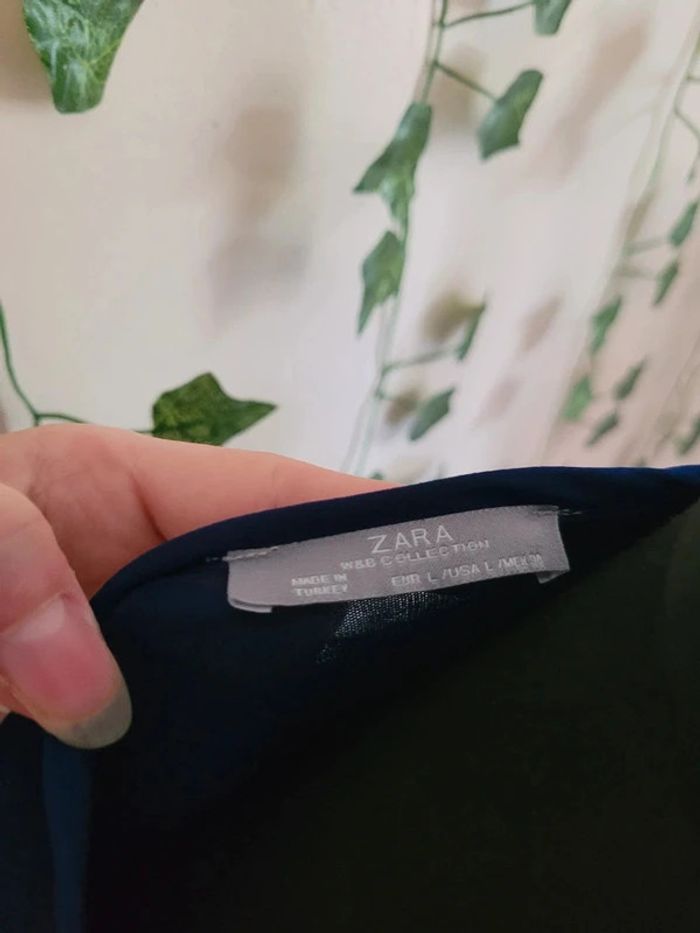 ZARA
W&B COLLECTION
MADE IN
TURKEY
EUR L /USA L /MEX